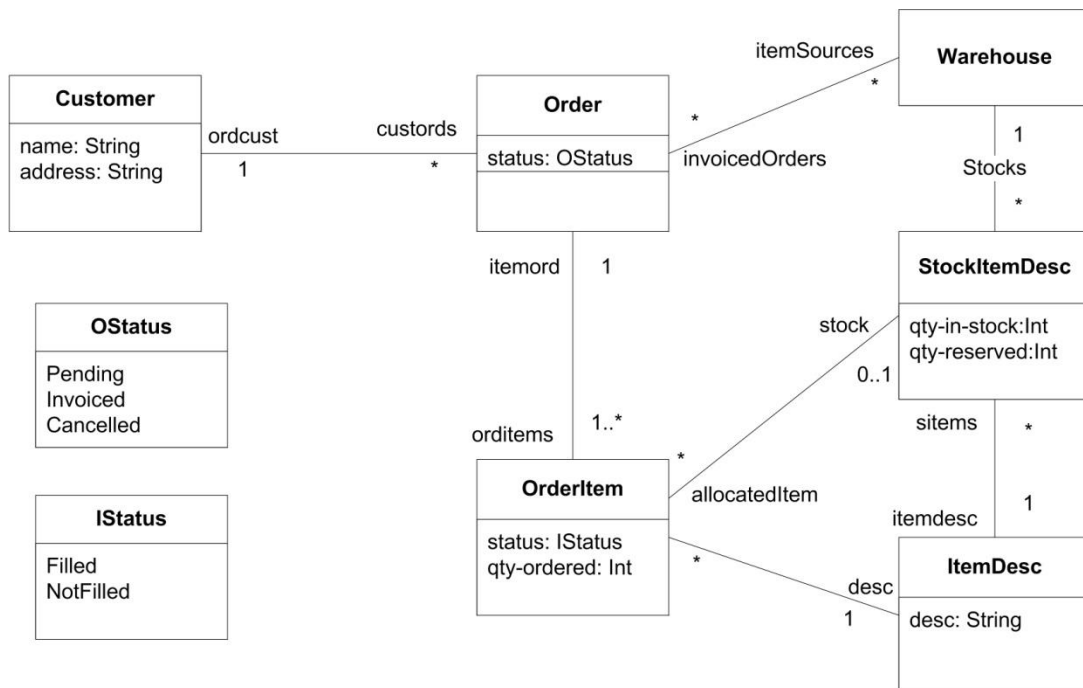 itemSources
Warehouse
Customer
Order
name: String
address: String
ordcust
1
custords
*
status: OStatus
*
invoicedOrders
*
1
Stocks
*
itemord
1
StockItemDesc
qty-in-stock:Int
qty-reserved:Int
OStatus
Pending
Invoiced
Cancelled
stock
0..1
sitems
*
orditems
1..*
*
allocatedItem
OrderItem
status: IStatus
qty-ordered: Int
IStatus
Filled
NotFilled
itemdesc
1
*
desc
1
ItemDesc
desc: String